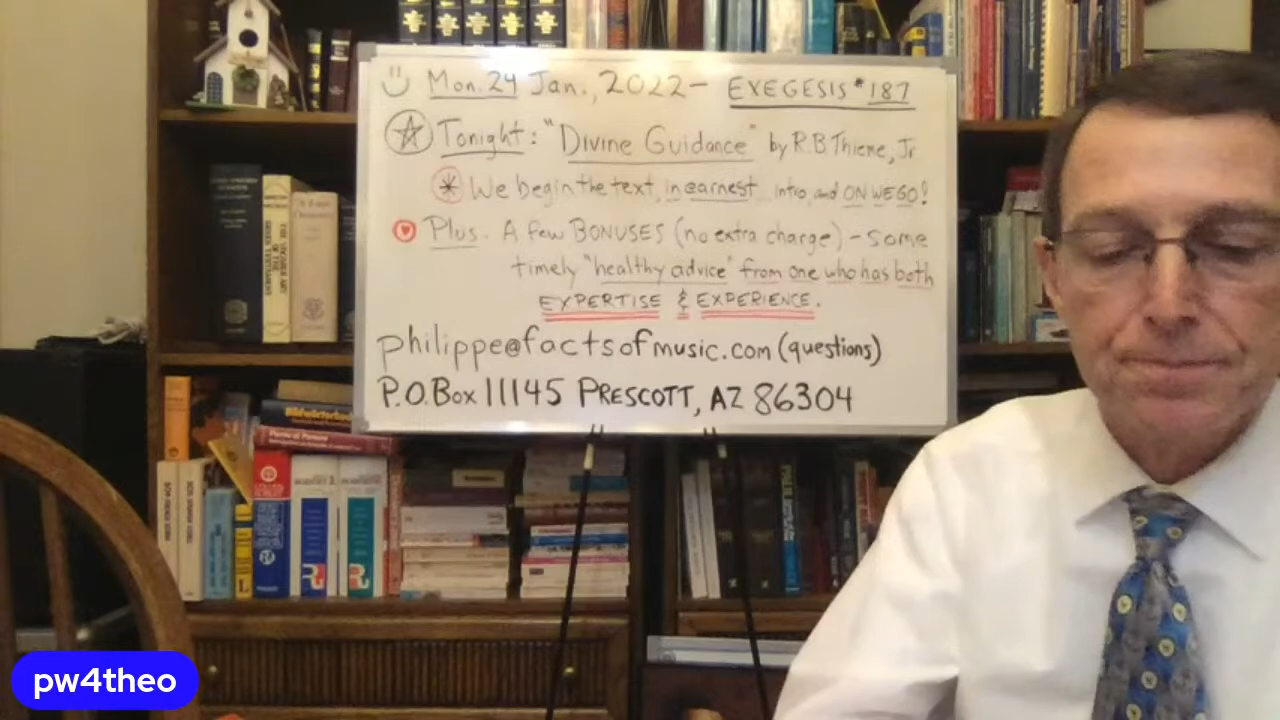 Mon. 24 Jan., 2022 - EXEGESIS #187
Tonight: "Divine Guidance" by R.B. Thieme, Jr
We begin the text, in earnest... intro, and ON WE GO!
Plus. A few BONUSES (no extra charge) - some
timely "healthy advice" from one who has both
EXPERTISE & EXPERIENCE.
philippe@factsofmusic.com (questions)
P.O. Box 11145 PRESCOTT, AZ 86304
pw4theo